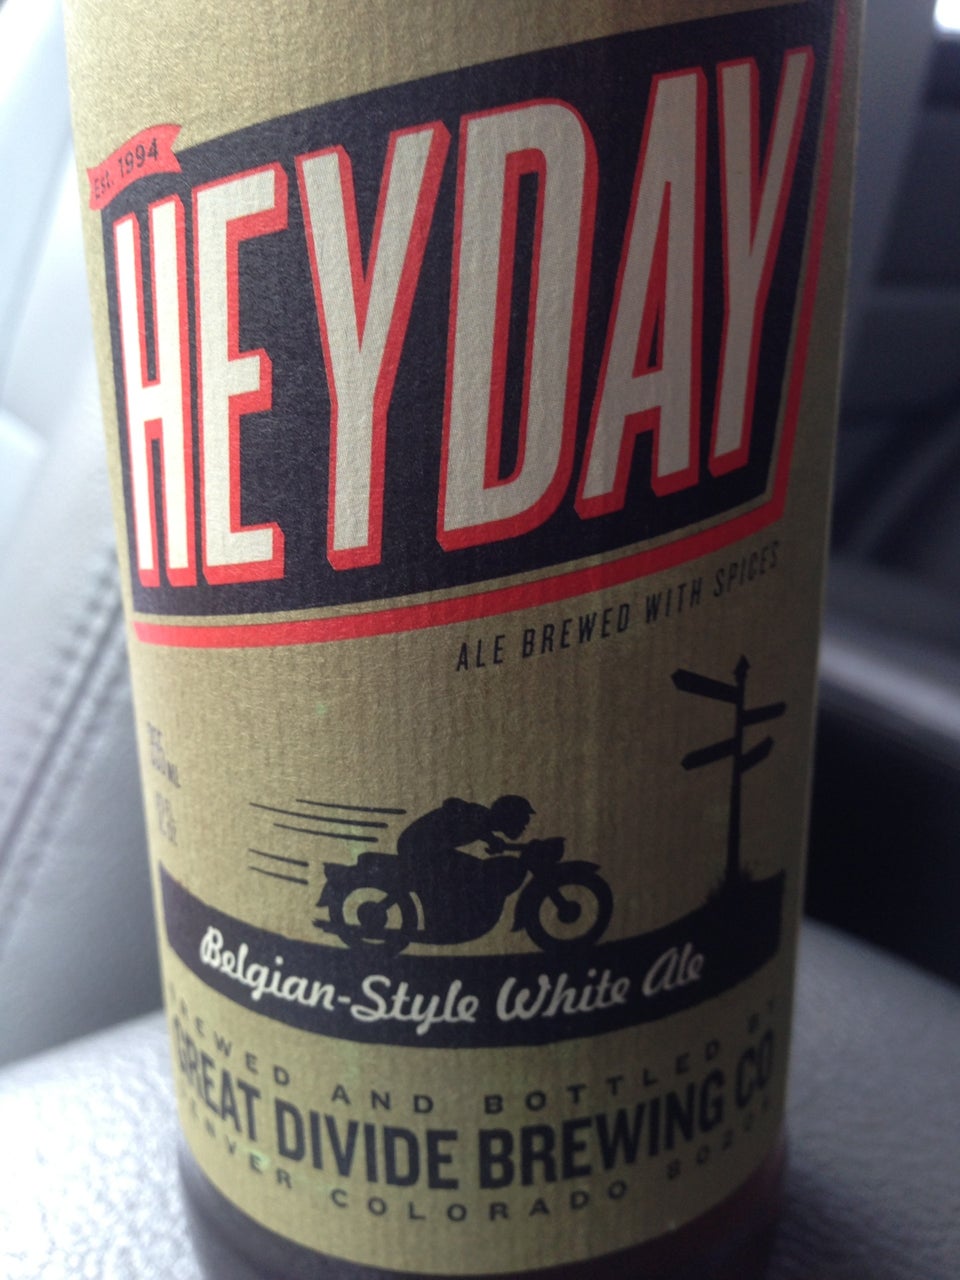 Est. 1994
HEYDAY
ALE BREWED WITH SPICES
Belgian-Style White Ale
BREWED AND BOTTLED BY
GREAT DIVIDE BREWING CO
DENVER COLORADO